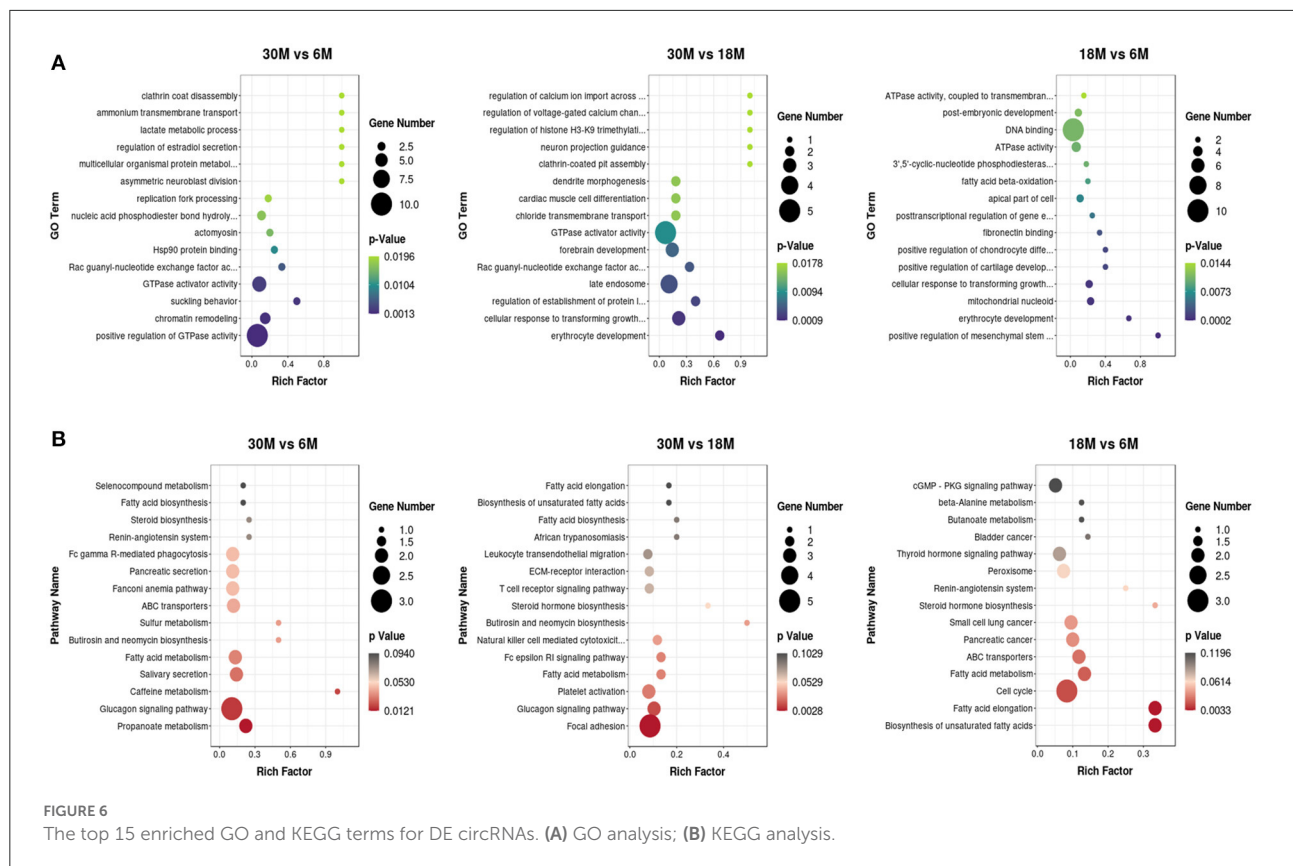 A
30M vs 6M
GO Term
clathrin coat disassembly
ammonium transmembrane transport
lactate metabolic process
regulation of estradiol secretion
multicellular organismal protein metabol...
asymmetric neuroblast division
replication fork processing
nucleic acid phosphodiester bond hydroly...
actomyosin
Hsp90 protein binding
Rac guanyl-nucleotide exchange factor ac...
GTPase activator activity
suckling behavior
chromatin remodeling
positive regulation of GTPase activity
0.0 0.4 0.8
Rich Factor
Gene Number
2.5
5.0
7.5
10.0
p-Value
0.0196
0.0104
0.0013
30M vs 18M
GO Term
regulation of calcium ion import across ...
regulation of voltage-gated calcium chan...
regulation of histone H3-K9 trimethylati...
neuron projection guidance
clathrin-coated pit assembly
dendrite morphogenesis
cardiac muscle cell differentiation
chloride transmembrane transport
GTPase activator activity
forebrain development
Rac guanyl-nucleotide exchange factor ac...
late endosome
regulation of establishment of protein l...
cellular response to transforming growth...
erythrocyte development
0.0 0.3 0.6 0.9
Rich Factor
Gene Number
1
2
3
4
5
p-Value
0.0178
0.0094
0.0009
18M vs 6M
GO Term
ATPase activity, coupled to transmembran...
post-embryonic development
DNA binding
ATPase activity
3',5'-cyclic-nucleotide phosphodiesteras...
fatty acid beta-oxidation
apical part of cell
posttranscriptional regulation of gene e...
fibronectin binding
positive regulation of chondrocyte diffe...
positive regulation of cartilage develop...
cellular response to transforming growth...
mitochondrial nucleoid
erythrocyte development
positive regulation of mesenchymal stem ...
0.0 0.4 0.8
Rich Factor
Gene Number
2
4
6
8
10
p-Value
0.0144
0.0073
0.0002
B
30M vs 6M
Pathway Name
Selenocompound metabolism
Fatty acid biosynthesis
Steroid biosynthesis
Renin-angiotensin system
Fc gamma R-mediated phagocytosis
Pancreatic secretion
Fanconi anemia pathway
ABC transporters
Sulfur metabolism
Butirosin and neomycin biosynthesis
Fatty acid metabolism
Salivary secretion
Caffeine metabolism
Glucagon signaling pathway
Propanoate metabolism
0.0 0.3 0.6 0.9
Rich Factor
Gene Number
1.0
1.5
2.0
2.5
3.0
p Value
0.0940
0.0530
0.0121
30M vs 18M
Pathway Name
Fatty acid elongation
Biosynthesis of unsaturated fatty acids
Fatty acid biosynthesis
African trypanosomiasis
Leukocyte transendothelial migration
ECM-receptor interaction
T cell receptor signaling pathway
Steroid hormone biosynthesis
Butirosin and neomycin biosynthesis
Natural killer cell mediated cytotoxicit...
Fc epsilon RI signaling pathway
Fatty acid metabolism
Platelet activation
Glucagon signaling pathway
Focal adhesion
0.0 0.2 0.4
Rich Factor
Gene Number
1
2
3
4
5
p Value
0.1029
0.0529
0.0028
18M vs 6M
Pathway Name
cGMP - PKG signaling pathway
beta-Alanine metabolism
Butanoate metabolism
Bladder cancer
Thyroid hormone signaling pathway
Peroxisome
Renin-angiotensin system
Steroid hormone biosynthesis
Small cell lung cancer
Pancreatic cancer
ABC transporters
Fatty acid metabolism
Cell cycle
Fatty acid elongation
Biosynthesis of unsaturated fatty acids
0.0 0.1 0.2 0.3
Rich Factor
Gene Number
1.0
1.5
2.0
2.5
3.0
p Value
0.1196
0.0614
0.0033
FIGURE 6
The top 15 enriched GO and KEGG terms for DE circRNAs. (A) GO analysis; (B) KEGG analysis.